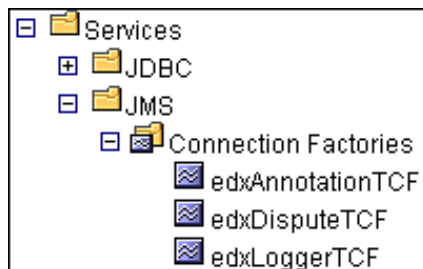 Services
JDBC
JMS
Connection Factories
edxAnnotationTCF
edxDisputeTCF
edxLoggerTCF